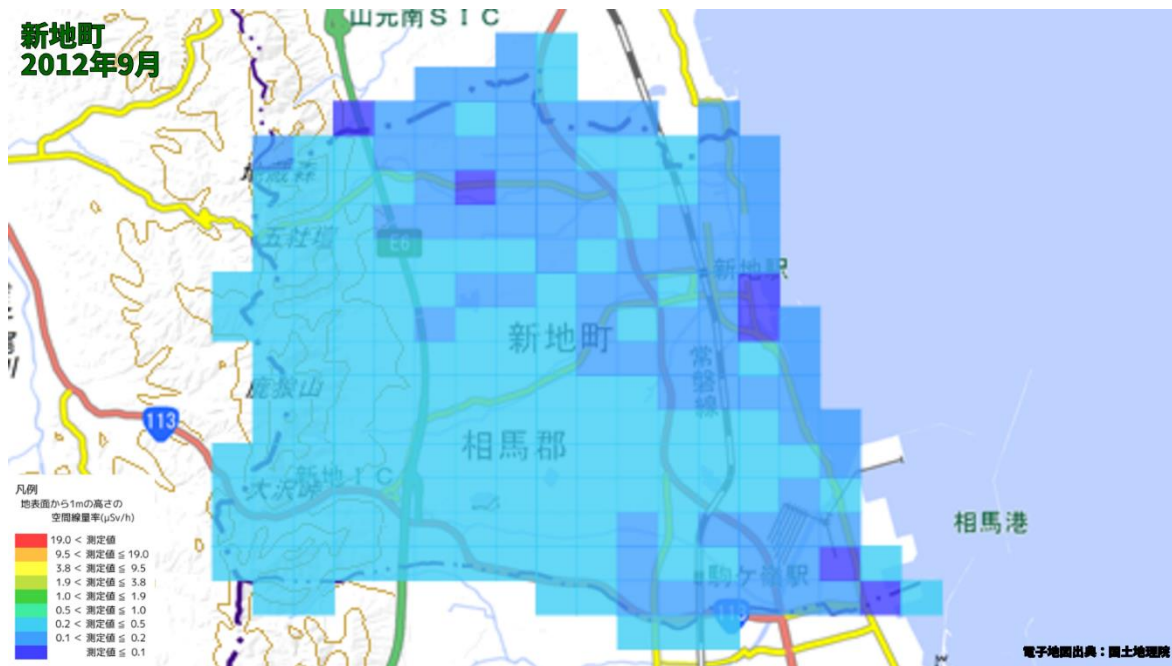 新地町
2012年9月
山元南ＳＩＣ
五社壇
E6
新地駅
新地町
常磐線
鹿狼山
113
相馬郡
新地ＩＣ
大沢峠
相馬港
駒ケ嶺駅
113
凡例
地表面から1mの高さの
空間線量率(μSv/h)
19.0 < 測定値
9.5 < 測定値 ≦ 19.0
3.8 < 測定値 ≦ 9.5
1.9 < 測定値 ≦ 3.8
1.0 < 測定値 ≦ 1.9
0.5 < 測定値 ≦ 1.0
0.2 < 測定値 ≦ 0.5
0.1 < 測定値 ≦ 0.2
測定値 ≦ 0.1
電子地図出典：国土地理院